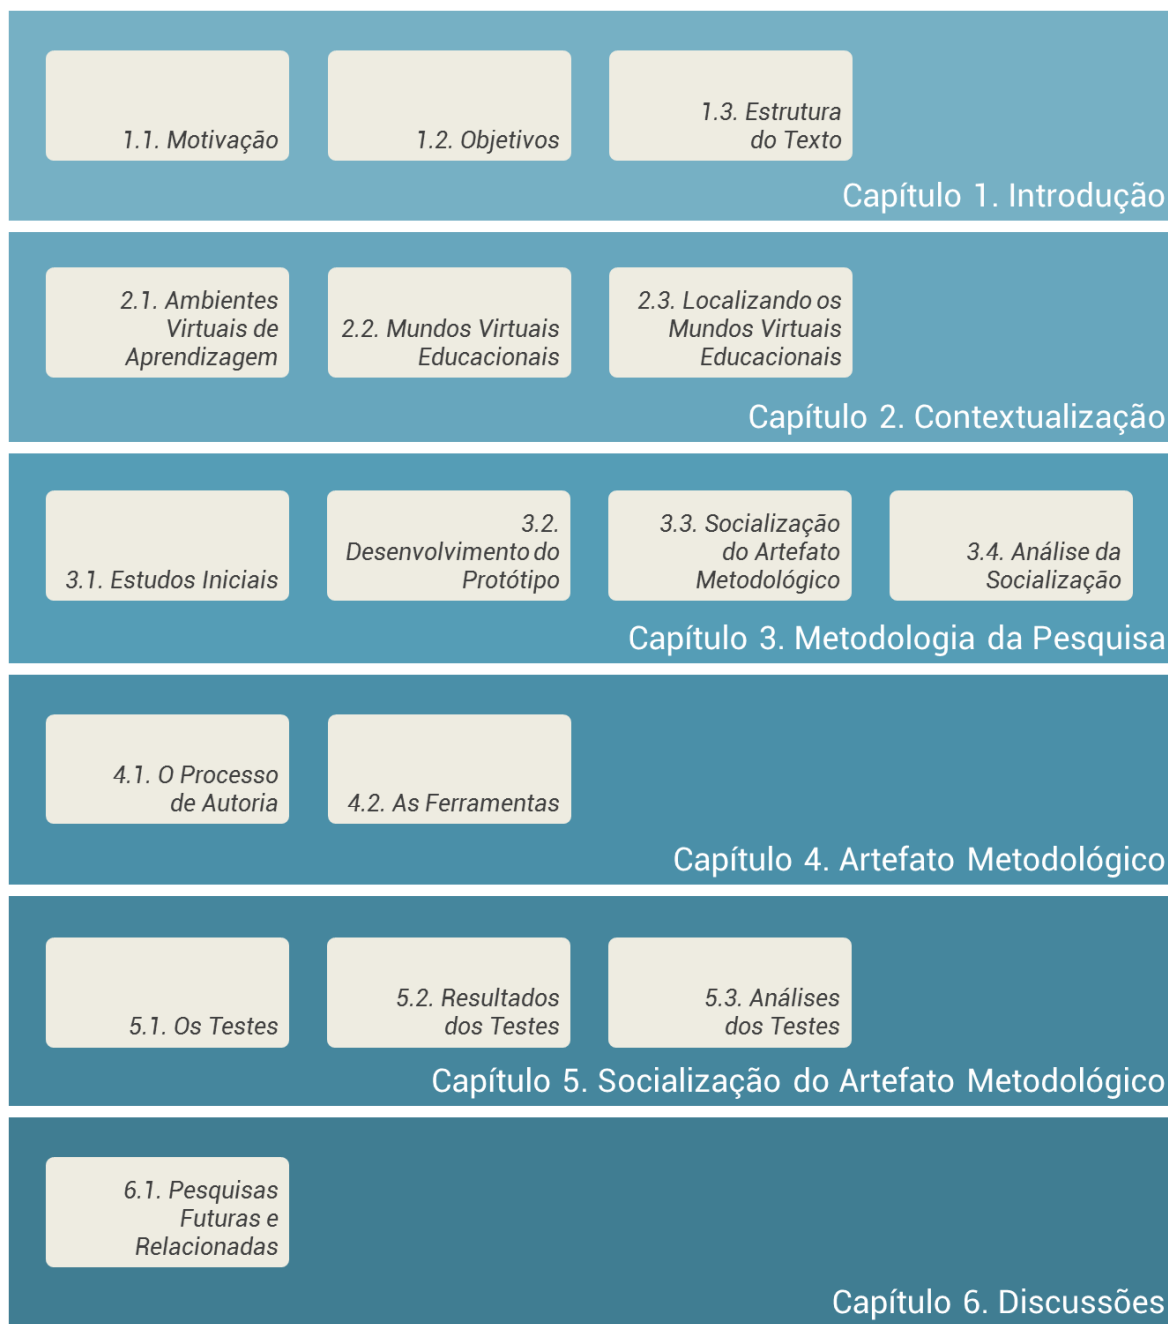 1.1. Motivação
1.2. Objetivos
1.3. Estrutura
do Texto
Capítulo 1. Introdução
2.1. Ambientes
Virtuais de
Aprendizagem
2.2. Mundos Virtuais
Educacionais
2.3. Localizando os
Mundos Virtuais
Educacionais
Capítulo 2. Contextualização
3.1. Estudos Iniciais
3.2.
Desenvolvimento do
Protótipo
3.3. Socialização
do Artefato
Metodológico
3.4. Análise da
Socialização
Capítulo 3. Metodologia da Pesquisa
4.1. O Processo
de Autoria
4.2. As Ferramentas
Capítulo 4. Artefato Metodológico
5.1. Os Testes
5.2. Resultados
dos Testes
5.3. Análises
dos Testes
Capítulo 5. Socialização do Artefato Metodológico
6.1. Pesquisas
Futuras e
Relacionadas
Capítulo 6. Discussões